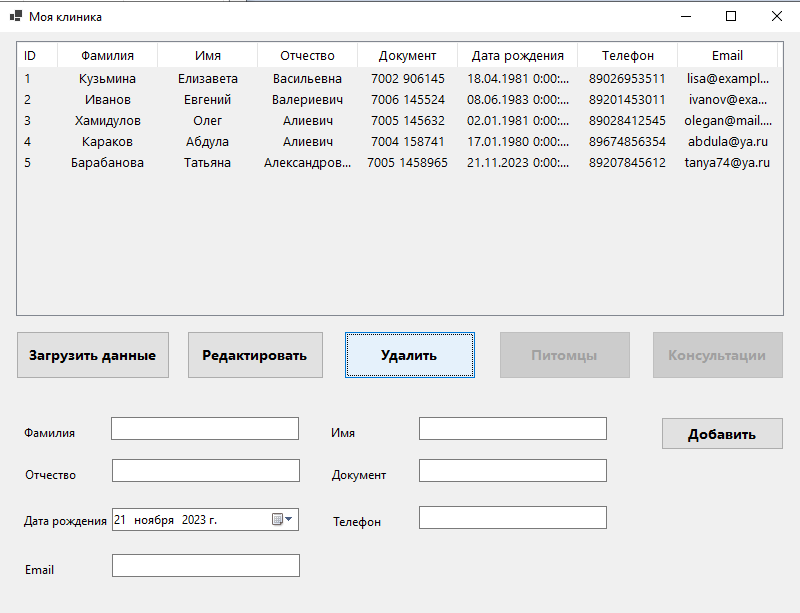 Моя клиника
ID Фамилия Имя Отчество Документ Дата рождения Телефон Email
1 Кузьмина Елизавета Васильевна 7002 906145 18.04.1981 0:00:... 89026953511 lisa@exampl...
2 Иванов Евгений Валериевич 7006 145524 08.06.1983 0:00:... 89201453011 ivanov@exa...
3 Хамидулов Олег Алиевич 7005 145632 02.01.1981 0:00:... 89028412545 olegan@mail....
4 Караков Абдула Алиевич 7004 158741 17.01.1980 0:00:... 89674856354 abdula@ya.ru
5 Барабанова Татьяна Александров... 7005 1458965 21.11.2023 0:00:... 89207845612 tanya74@ya.ru
Загрузить данные Редактировать Удалить Питомцы Консультации
Фамилия Имя Добавить
Отчество Документ
Дата рождения 21 ноября 2023 г. Телефон
Email